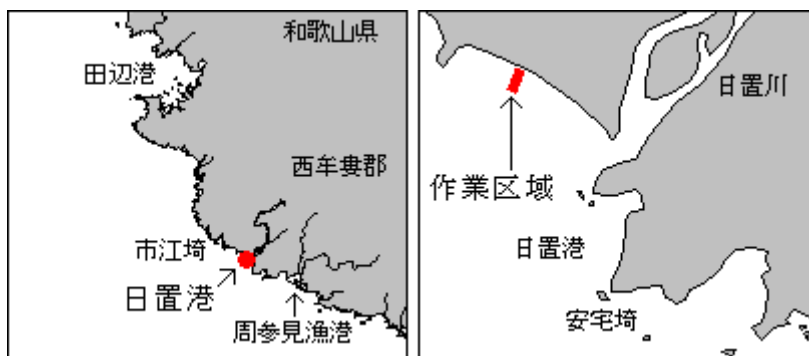 和歌山県
田辺港
西牟婁郡
市江埼
日置港
周参見漁港
日置川
作業区域
日置港
安宅埼